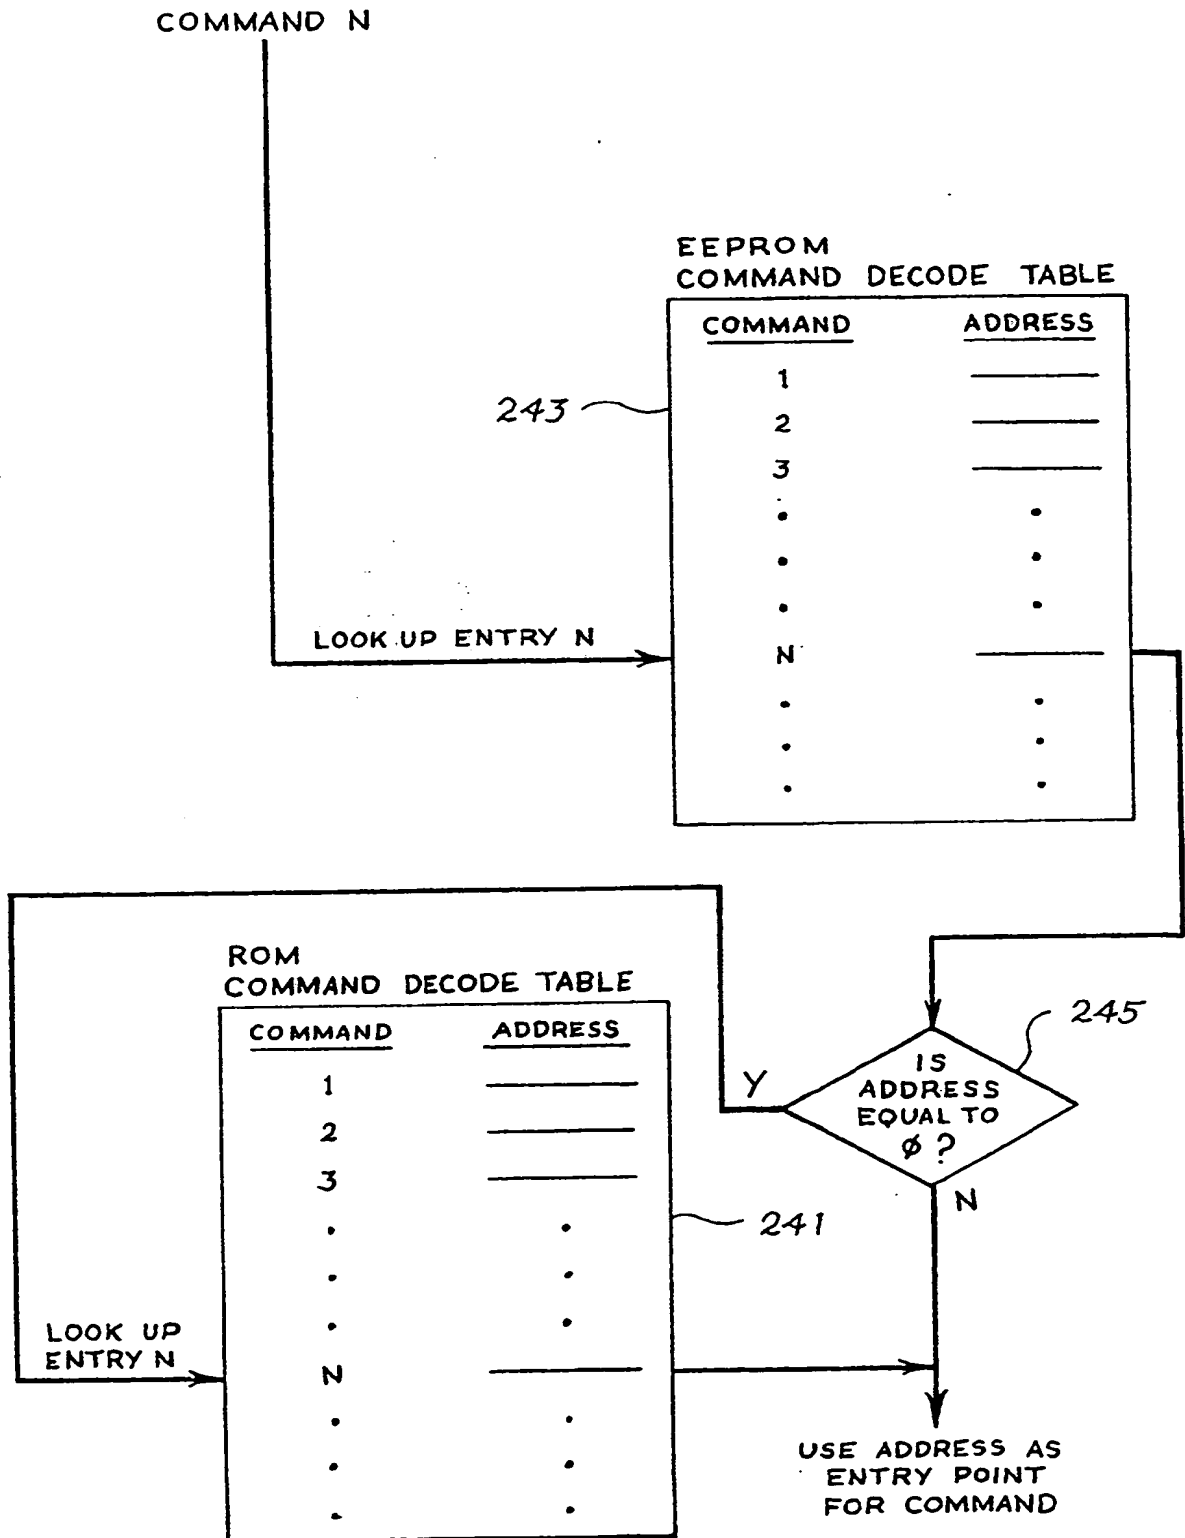 COMMAND N
EEPROM
COMMAND DECODE TABLE
COMMAND ADDRESS
1
243
2
3
LOOK UP ENTRY N
N
ROM
COMMAND DECODE TABLE
COMMAND ADDRESS
1
2
3
241
LOOK UP
ENTRY N
N
245
IS
ADDRESS
EQUAL TO
ø?
Y
N
USE ADDRESS AS
ENTRY POINT
FOR COMMAND